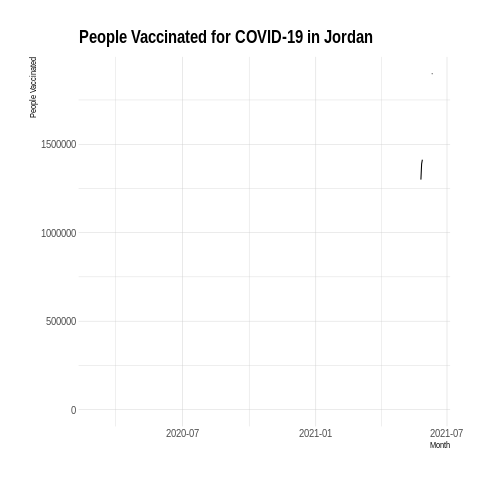 People Vaccinated for COVID-19 in Jordan
People Vaccinated
1500000
1000000
500000
0
2020-07
2021-01
2021-07
Month